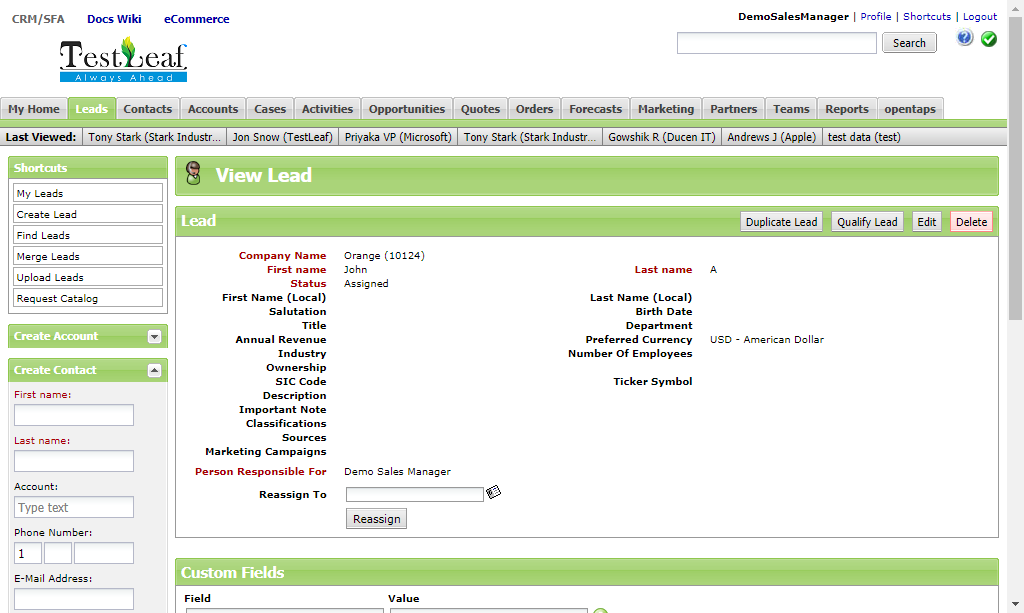 CRM/SFA Docs Wiki eCommerce
DemoSalesManager | Profile | Shortcuts | Logout
TestLeaf
Always Ahead
Search
My Home Leads Contacts Accounts Cases Activities Opportunities Quotes Orders Forecasts Marketing Partners Teams Reports opentaps
Last Viewed: Tony Stark (Stark Industr... Jon Snow (TestLeaf) Priyaka VP (Microsoft) Tony Stark (Stark Industr... Gowshik R (Ducen IT) Andrews J (Apple) test data (test)
Shortcuts
My Leads
Create Lead
Find Leads
Merge Leads
Upload Leads
Request Catalog
Create Account
Create Contact
First name:
Last name:
Account:
Type text
Phone Number:
1
E-Mail Address:
View Lead
Lead
Duplicate Lead Qualify Lead Edit Delete
Company Name Orange (10124)
First name John Last name A
Status Assigned
First Name (Local) Last Name (Local)
Salutation Birth Date
Title Department
Annual Revenue Preferred Currency USD - American Dollar
Industry Number Of Employees
Ownership
SIC Code Ticker Symbol
Description
Important Note
Classifications
Sources
Marketing Campaigns
Person Responsible For Demo Sales Manager
Reassign To
Reassign
Custom Fields
Field Value